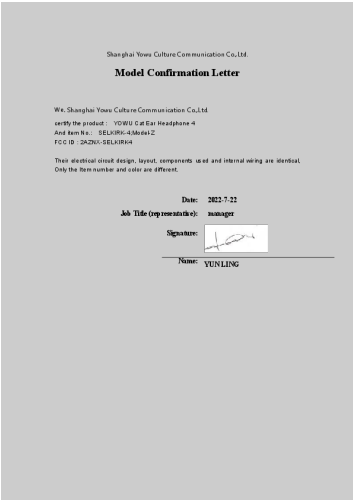 Shanghai Yowu Culture Communication Co,.Ltd.
Model Confirmation Letter
We, Shanghai Yowu Culture Communication Co,.Ltd.
certify the product : YOWU Cat Ear Headphone 4
And item No.: SELKIRK-4;Model-Z
FCC ID : 2AZNX-SELKIRK4
Their electrical circuit design, layout, components used and internal wiring are identical.
Only the Item number and color are different.
Date: 2022-7-22
Job Title (representative): manager
Signature:
Name: YUN LING